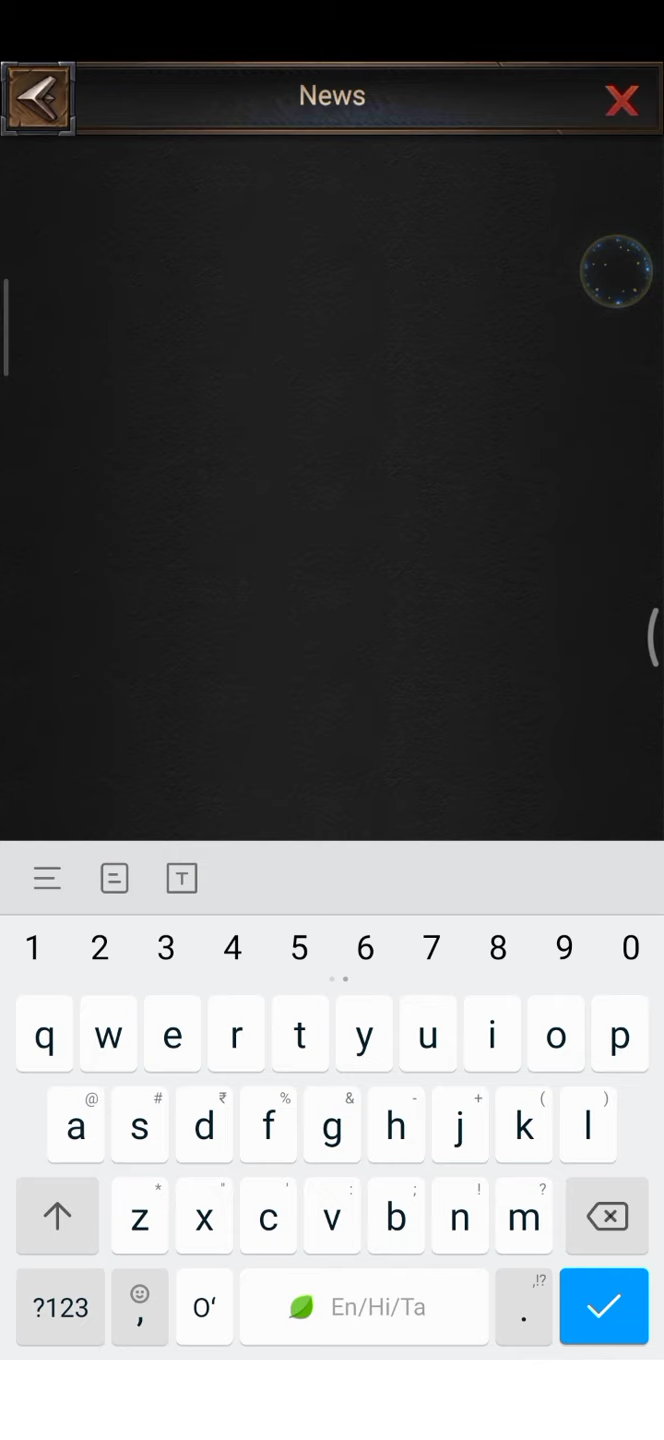 News
1 2 3 4 5 6 7 8 9 0
q w e r t y u i o p
@ # ₹ % & - + ( )
a s d f g h j k l
* " ' : ; ! ?
z x c v b n m
,!?
?123 , O‘ En/Hi/Ta .